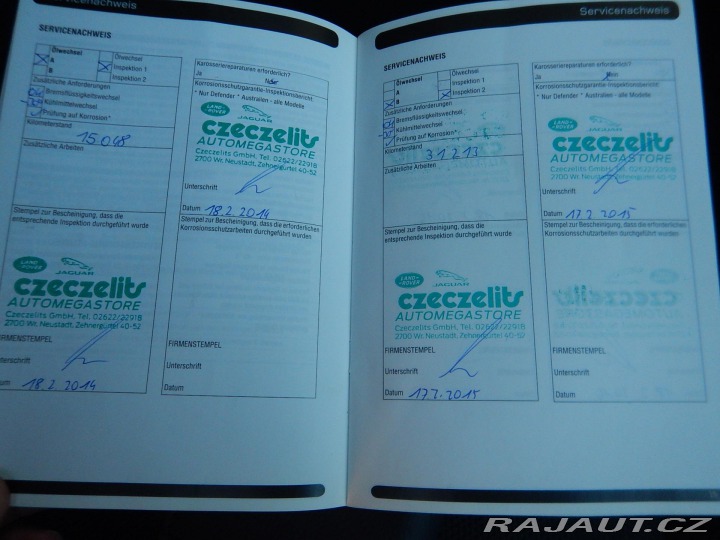 Servicenachweis
SERVICENACHWEIS
Ölwechsel
A
B
Ölwechsel
Inspektion 1
Inspektion 2
Zusätzliche Anforderungen
Bremsflüssigkeitswechsel
Kühlmittelwechsel
Prüfung auf Korrosion*
Kilometerstand
15.048
Zusätzliche Arbeiten
Stempel zur Bescheinigung, dass die
entsprechende Inspektion durchgeführt wurde
LAND ROVER
JAGUAR
czeczelits
AUTOMEGASTORE
Czeczelits GmbH, Tel. 02622/22918
2700 Wr. Neustadt, Zehnergürtel 40-52
FIRMENSTEMPEL
Unterschrift
Datum 18.2.2014
Karosseriereparaturen erforderlich?
Ja Nein
Korrosionsschutzgarantie-Inspektionsbericht
* Nur Defender * Australien - alle Modelle
LAND ROVER
JAGUAR
czeczelits
AUTOMEGASTORE
Czeczelits GmbH, Tel. 02622/22918
2700 Wr. Neustadt, Zehnergürtel 40-52
Unterschrift
Datum 18.2.2014
Stempel zur Bescheinigung, dass die erforderlichen
Korrosionsschutzarbeiten durchgeführt wurden
FIRMENSTEMPEL
Unterschrift
Datum
Servicenachweis
SERVICENACHWEIS
Ölwechsel
A
B
Ölwechsel
Inspektion 1
Inspektion 2
Zusätzliche Anforderungen
Bremsflüssigkeitswechsel
Kühlmittelwechsel
Prüfung auf Korrosion*
Kilometerstand
31213
Zusätzliche Arbeiten
Stempel zur Bescheinigung, dass die
entsprechende Inspektion durchgeführt wurde
LAND ROVER
JAGUAR
czeczelits
AUTOMEGASTORE
Czeczelits GmbH, Tel. 02622/22918
2700 Wr. Neustadt, Zehnergürtel 40-52
FIRMENSTEMPEL
Unterschrift
Datum 17.2.2015
Karosseriereparaturen erforderlich?
Ja Nein
Korrosionsschutzgarantie-Inspektionsbericht
* Nur Defender * Australien - alle Modelle
LAND ROVER
JAGUAR
czeczelits
AUTOMEGASTORE
Czeczelits GmbH, Tel. 02622/22918
2700 Wr. Neustadt, Zehnergürtel 40-52
Unterschrift
Datum 17.2.2015
Stempel zur Bescheinigung, dass die erforderlichen
Korrosionsschutzarbeiten durchgeführt wurden
FIRMENSTEMPEL
Unterschrift
Datum
RAJAUT.CZ